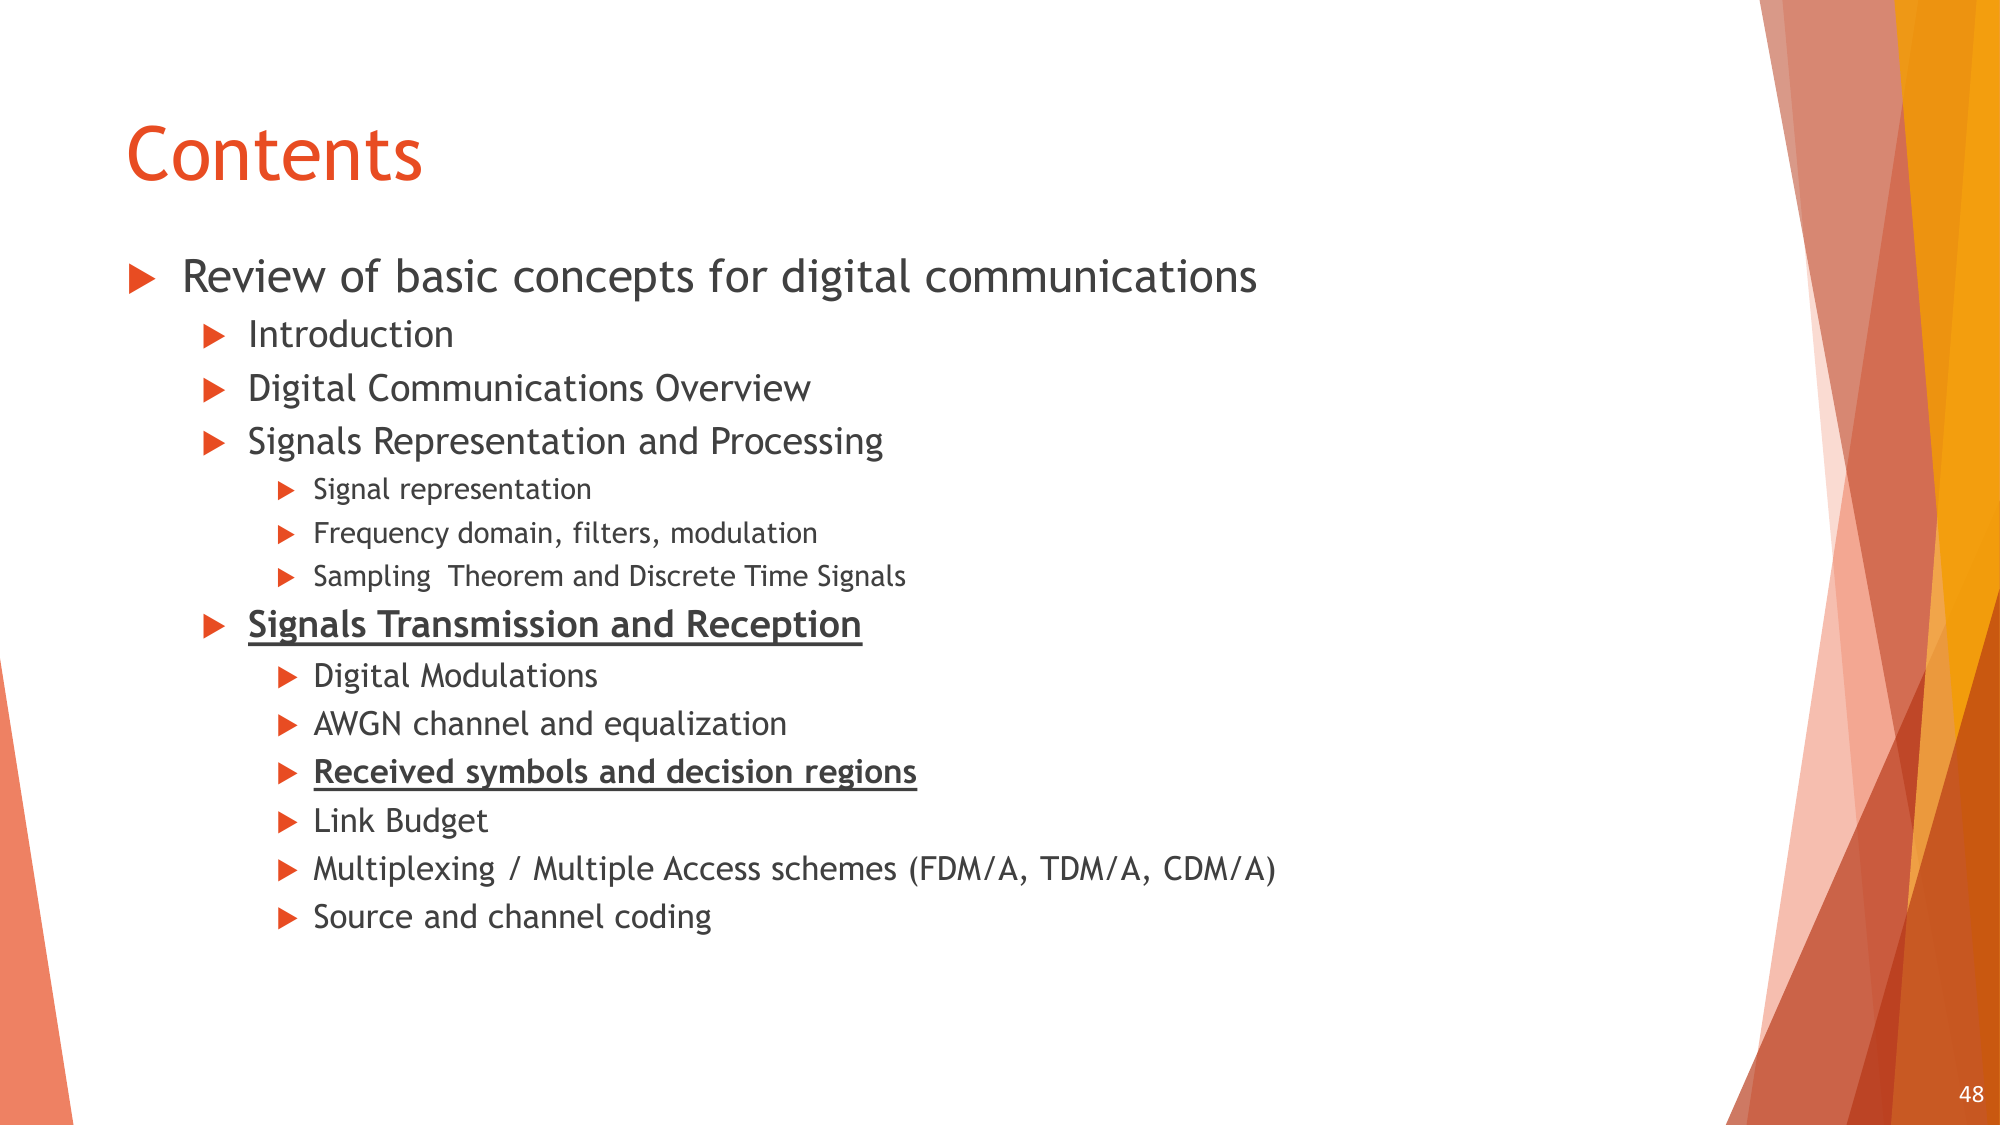 Contents
Review of basic concepts for digital communications
Introduction
Digital Communications Overview
Signals Representation and Processing
Signal representation
Frequency domain, filters, modulation
Sampling  Theorem and Discrete Time Signals
Signals Transmission and Reception
Digital Modulations
AWGN channel and equalization
Received symbols and decision regions
Link Budget
Multiplexing / Multiple Access schemes (FDM/A, TDM/A, CDM/A)
Source and channel coding
48